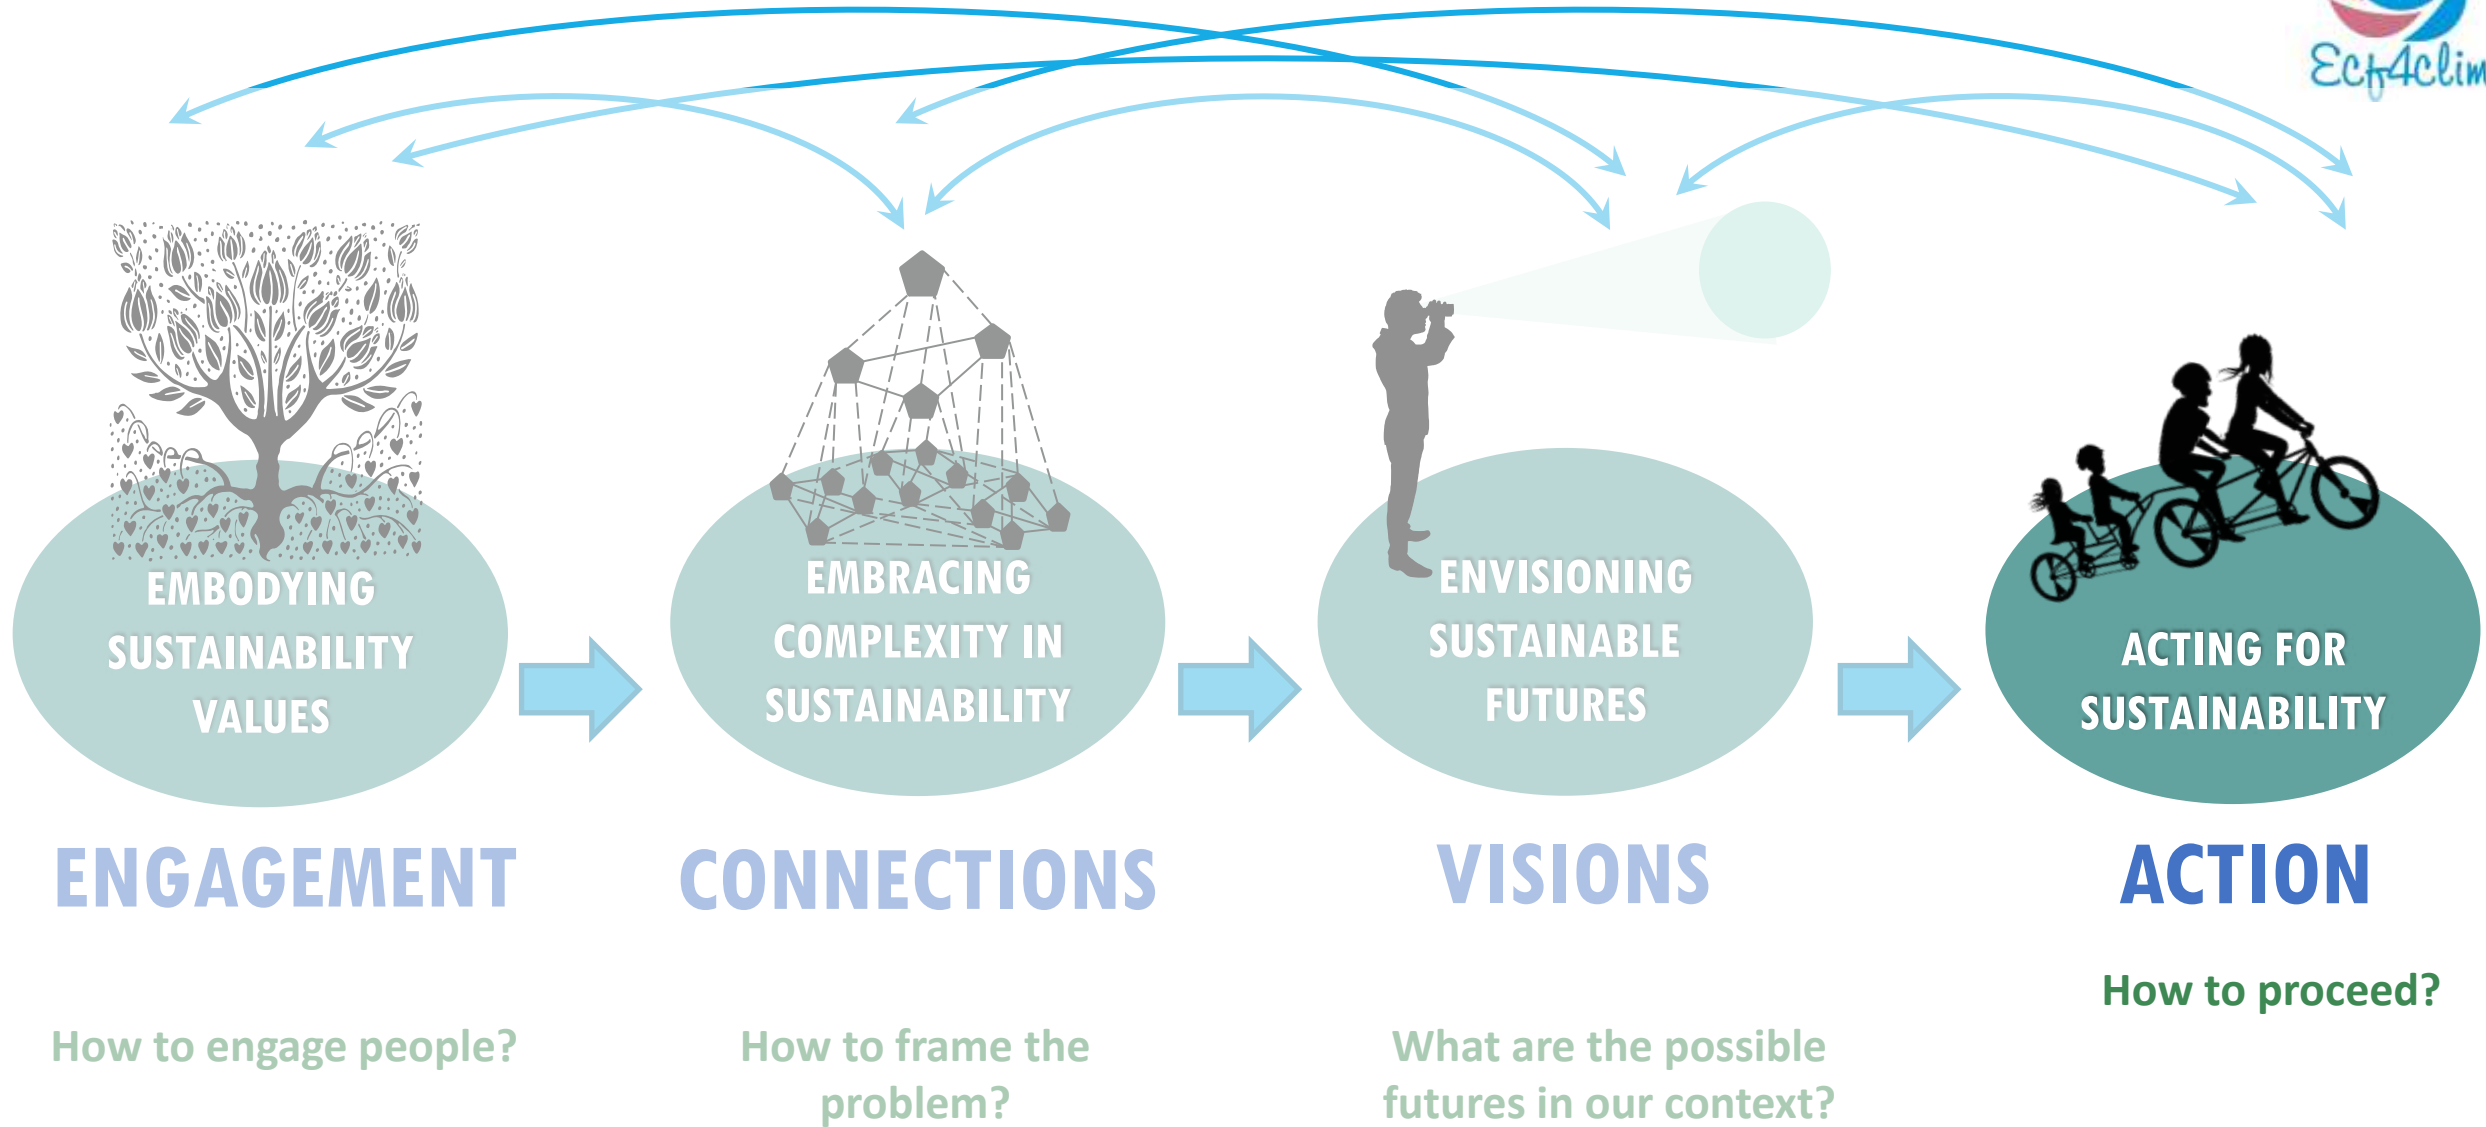 Ecf4clim
EMBODYING
SUSTAINABILITY
VALUES
EMBRACING
COMPLEXITY IN
SUSTAINABILITY
ENVISIONING
SUSTAINABLE
FUTURES
ACTING FOR
SUSTAINABILITY
ENGAGEMENT
CONNECTIONS
VISIONS
ACTION
How to engage people?
How to frame the
problem?
What are the possible
futures in our context?
How to proceed?